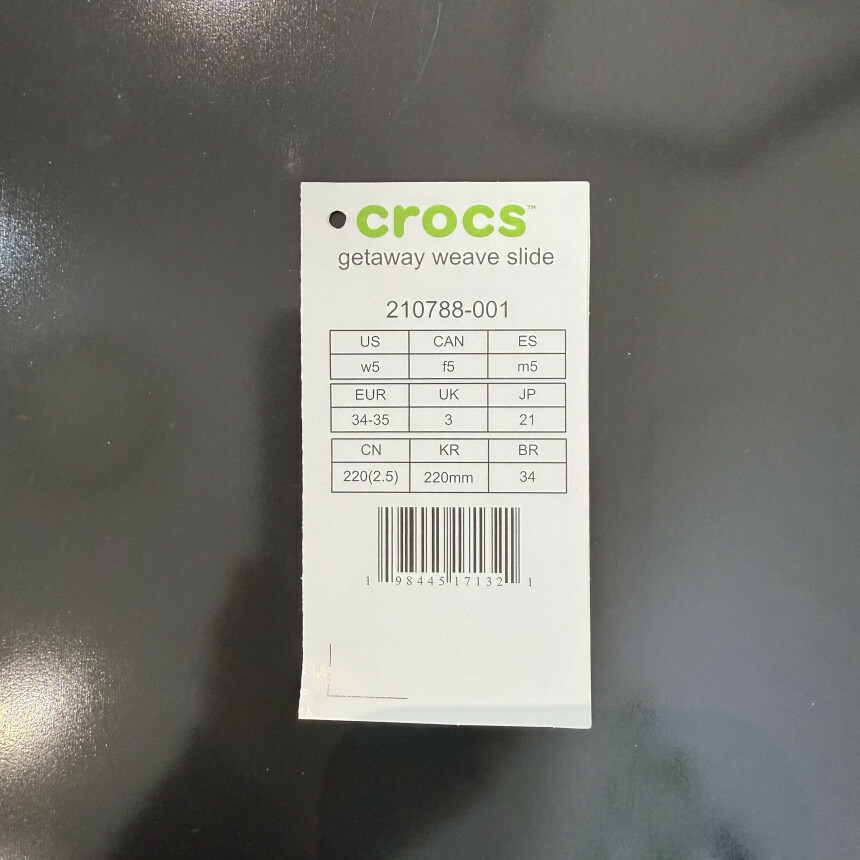 crocs™
getaway weave slide
210788-001
US CAN ES
w5 f5 m5
EUR UK JP
34-35 3 21
CN KR BR
220(2.5) 220mm 34
1 98445 17132 1